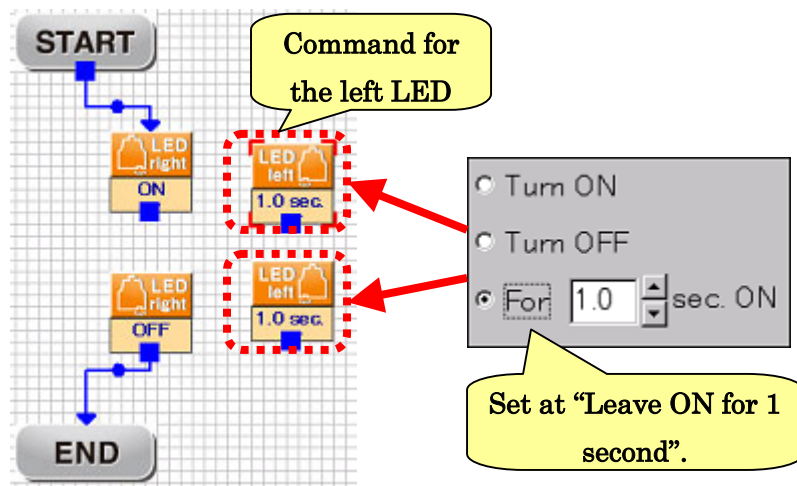 START
Command for
the left LED
LED
right
ON
LED
left
1.0 sec.
LED
right
OFF
LED
left
1.0 sec.
END
Turn ON
Turn OFF
For 1.0 sec. ON
Set at “Leave ON for 1
second”.